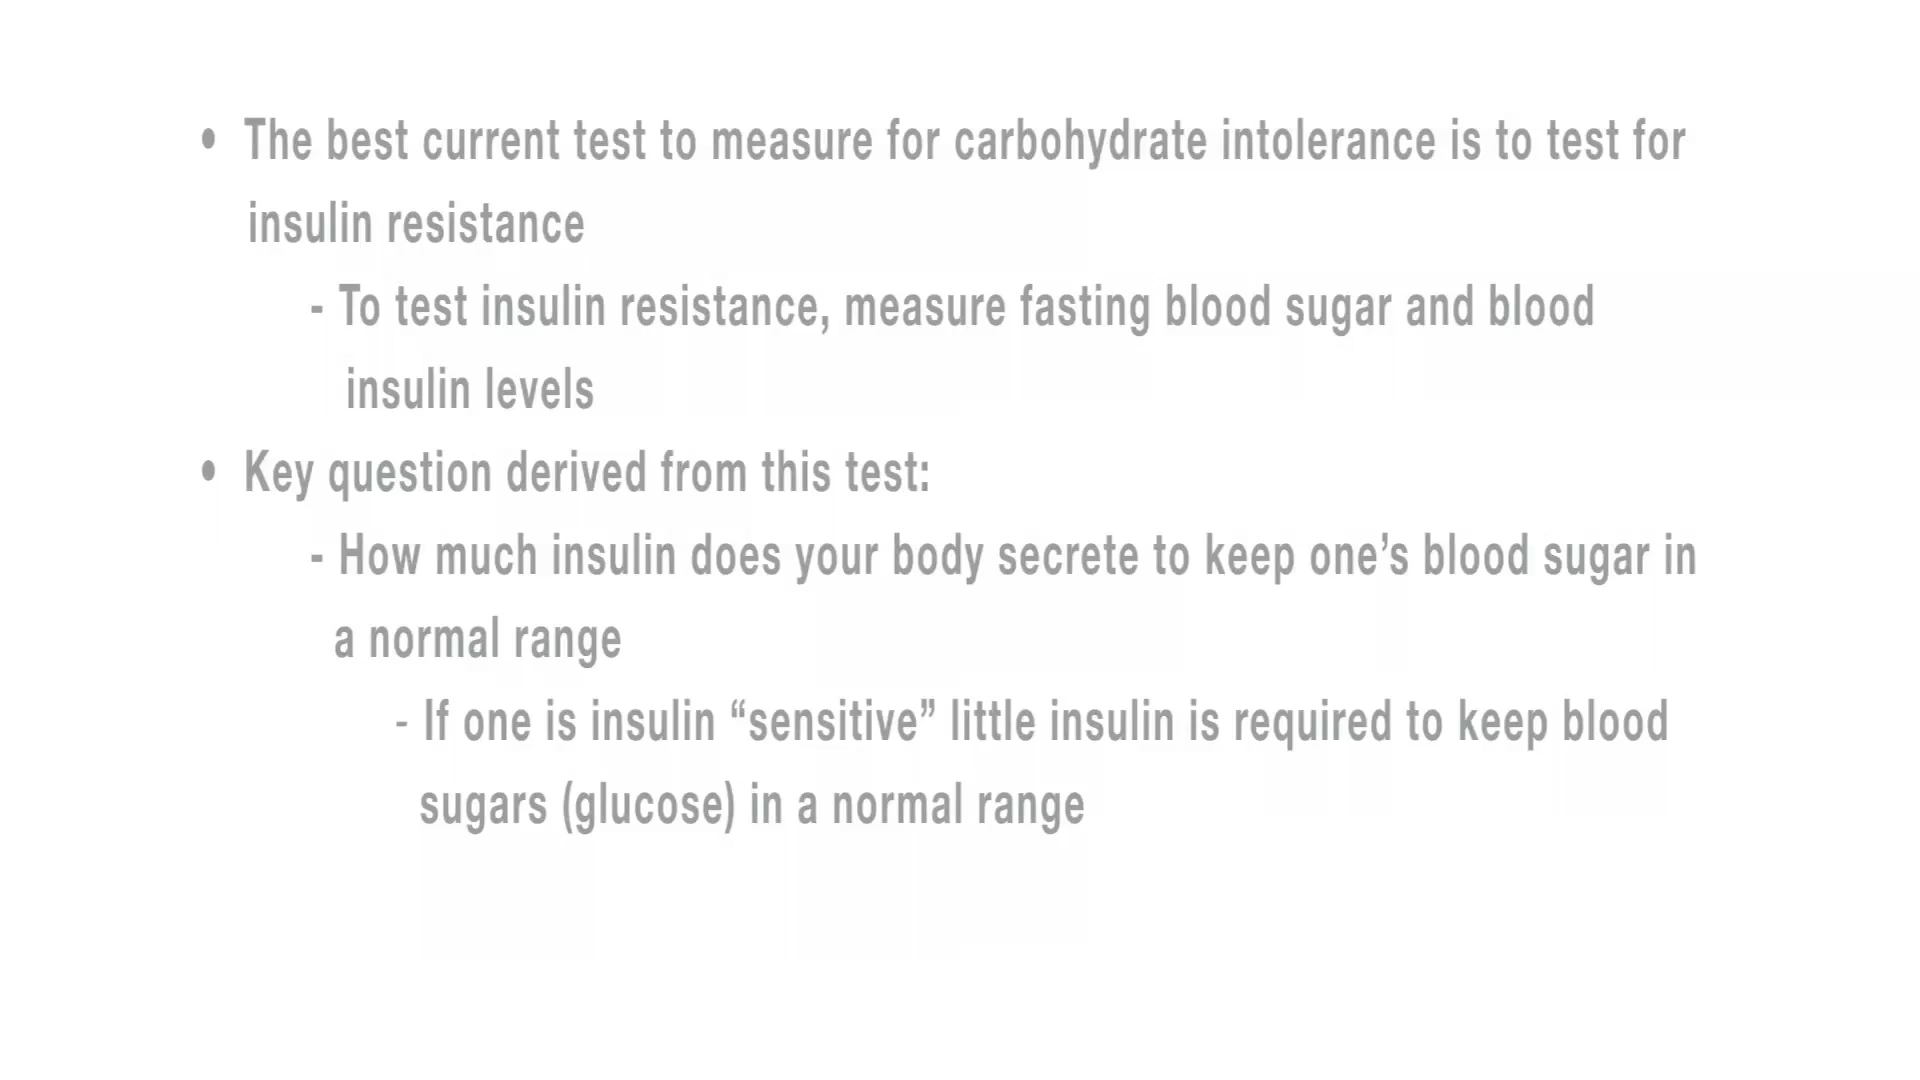 • The best current test to measure for carbohydrate intolerance is to test for
insulin resistance
- To test insulin resistance, measure fasting blood sugar and blood
insulin levels
• Key question derived from this test:
- How much insulin does your body secrete to keep one’s blood sugar in
a normal range
- If one is insulin “sensitive” little insulin is required to keep blood
sugars (glucose) in a normal range